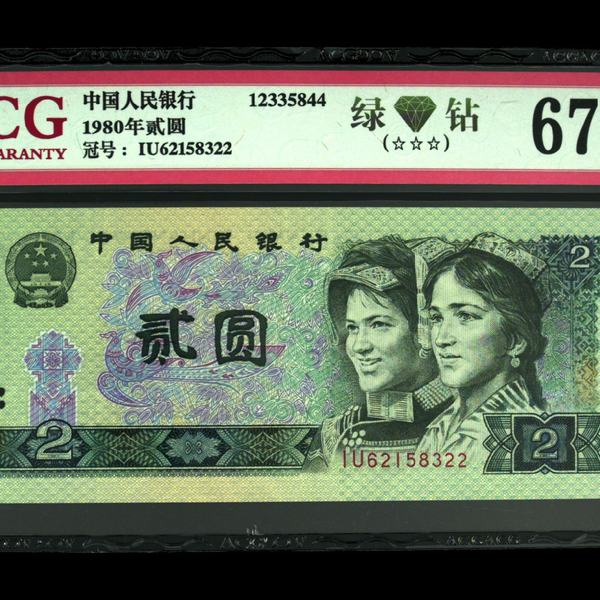 CG
ARANTY
中国人民银行
1980年贰圆
冠号： IU62158322
12335844
绿 钻
(☆☆☆)
67
中国人民银行
2
贰圆
2
IU62158322
2